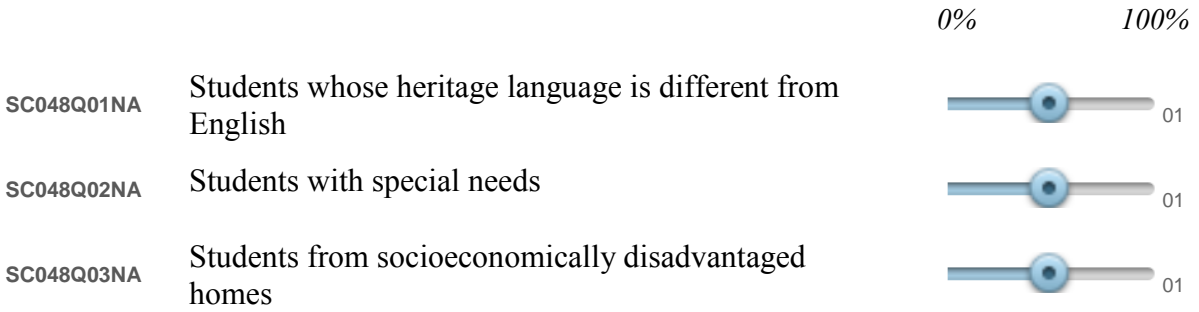 0% 100%
SC048Q01NA Students whose heritage language is different from
English
01
SC048Q02NA Students with special needs
01
SC048Q03NA Students from socioeconomically disadvantaged
homes
01